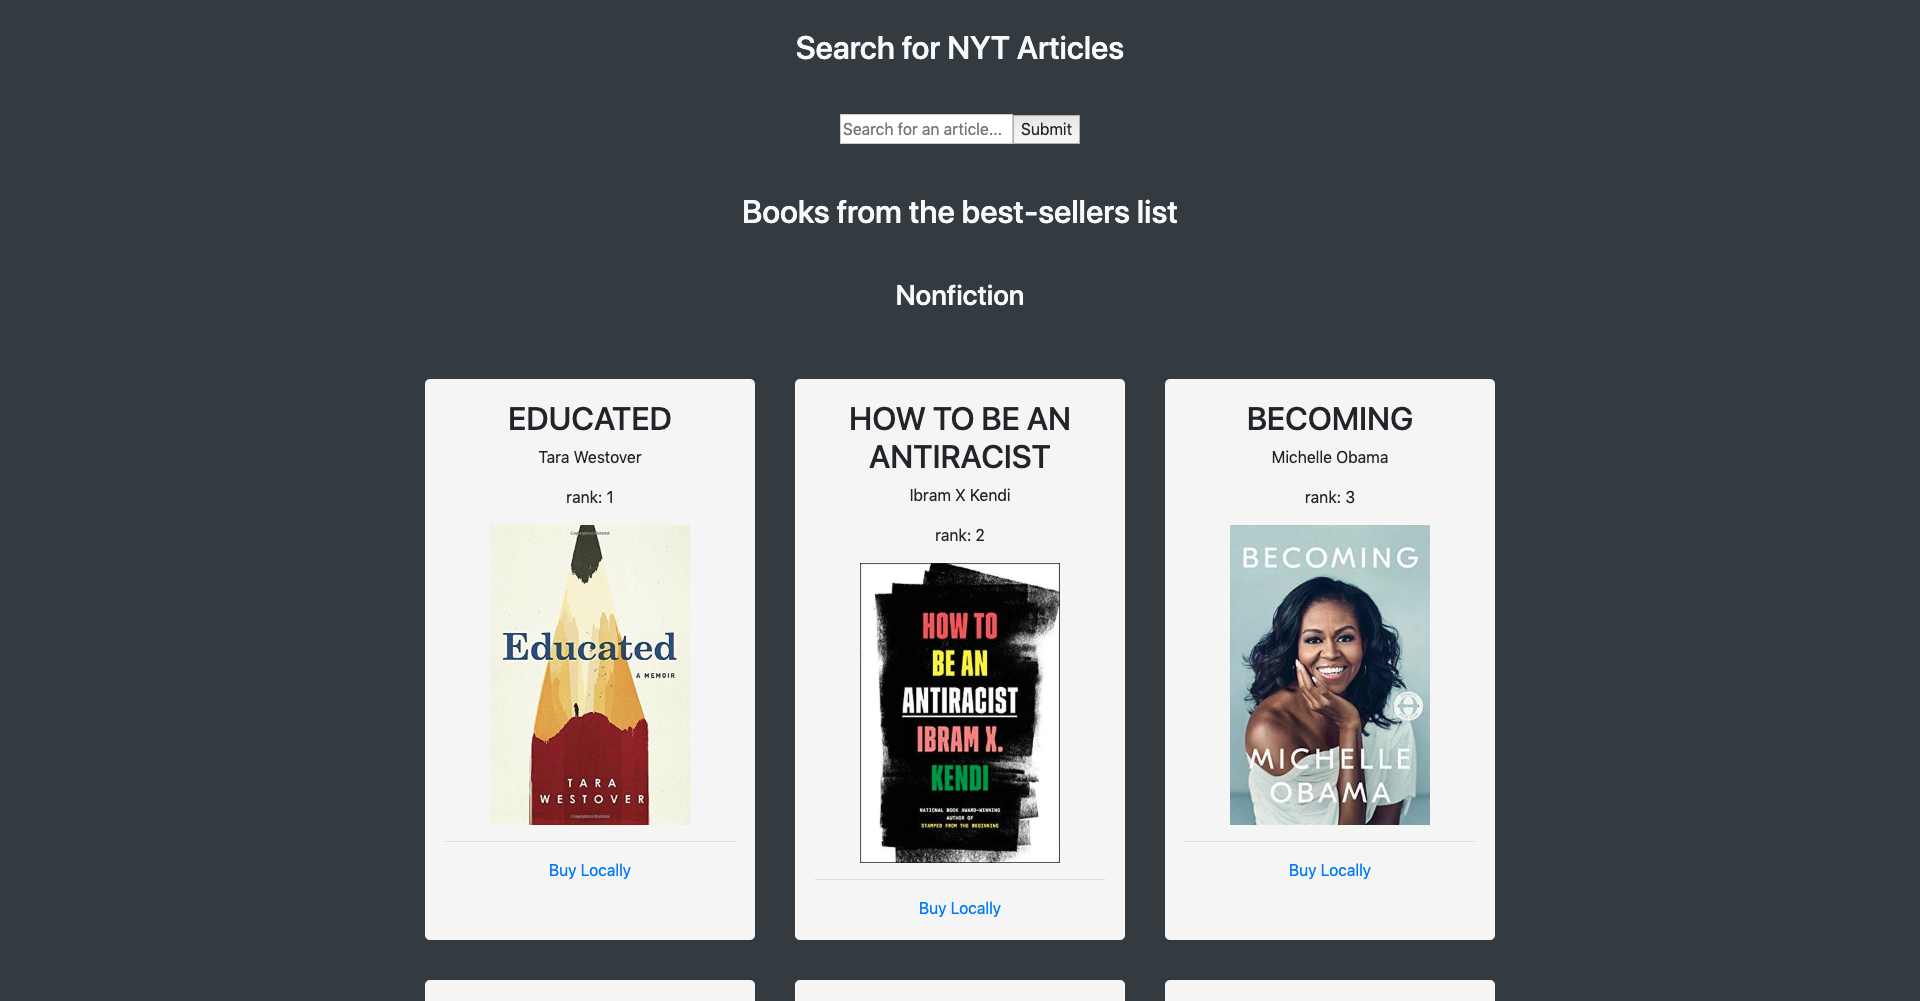 Search for NYT Articles
Search for an article...
Submit
Books from the best-sellers list
Nonfiction
EDUCATED
Tara Westover
rank: 1
Educated
A MEMOIR
TARA
WESTOVER
Buy Locally
HOW TO BE AN
ANTIRACIST
Ibram X Kendi
rank: 2
HOW TO
BE AN
ANTIRACIST
IBRAM X.
KENDI
NATIONAL BOOK AWARD-WINNING
AUTHOR OF
STAMPED FROM THE BEGINNING
Buy Locally
BECOMING
Michelle Obama
rank: 3
BECOMING
MICHELLE
OBAMA
Buy Locally